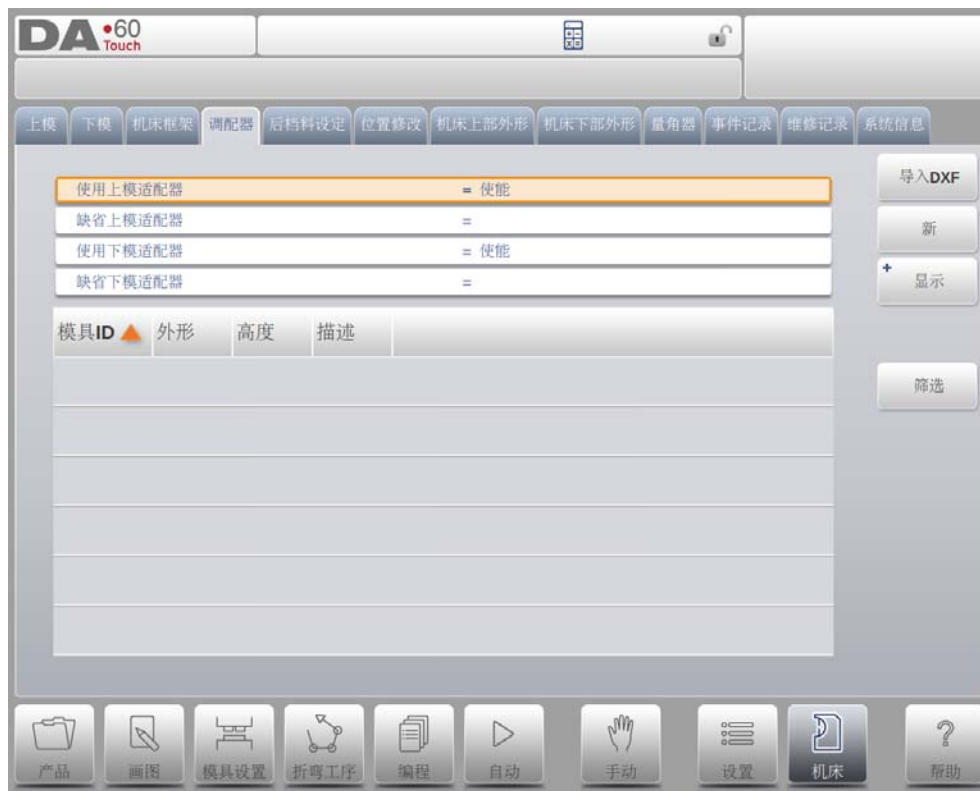 DA•60
Touch
上模 下模 机床框架 调配器 后档料设定 位置修改 机床上部外形 机床下部外形 量角器 事件记录 维修记录 系统信息
使用上模适配器 = 使能
缺省上模适配器 =
使用下模适配器 = 使能
缺省下模适配器 =
模具ID 外形 高度 描述
导入DXF
新
+ 显示
筛选
产品 画图 模具设置 折弯工序 编程 自动 手动 设置 机床 帮助